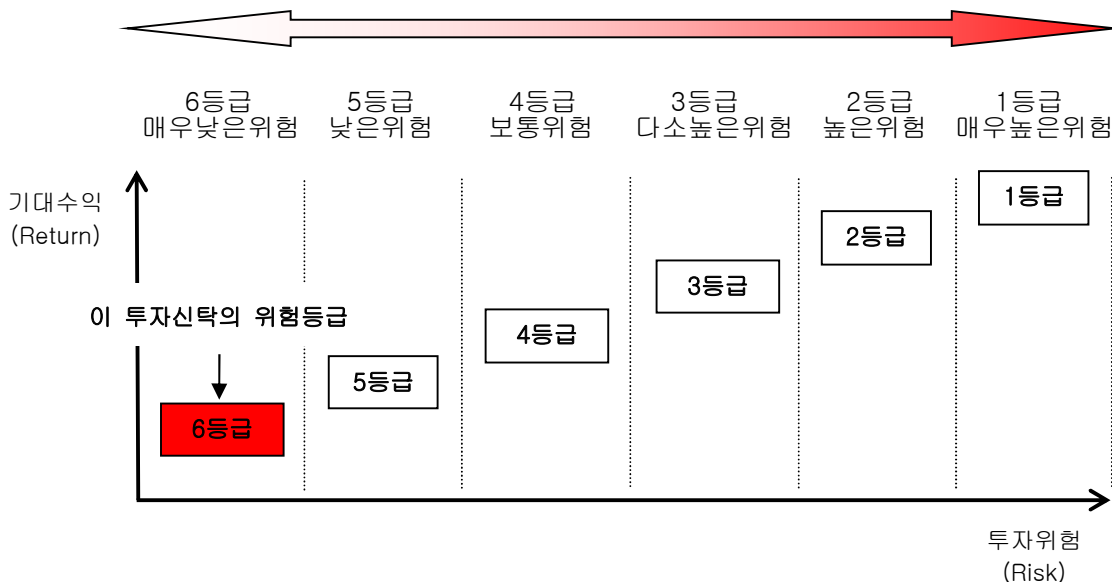 6등급 5등급 4등급 3등급 2등급 1등급
매우낮은위험 낮은위험 보통위험 다소높은위험 높은위험 매우높은위험
기대수익
(Return)
1등급
2등급
3등급
이 투자신탁의 위험등급
4등급
5등급
6등급
투자위험
(Risk)